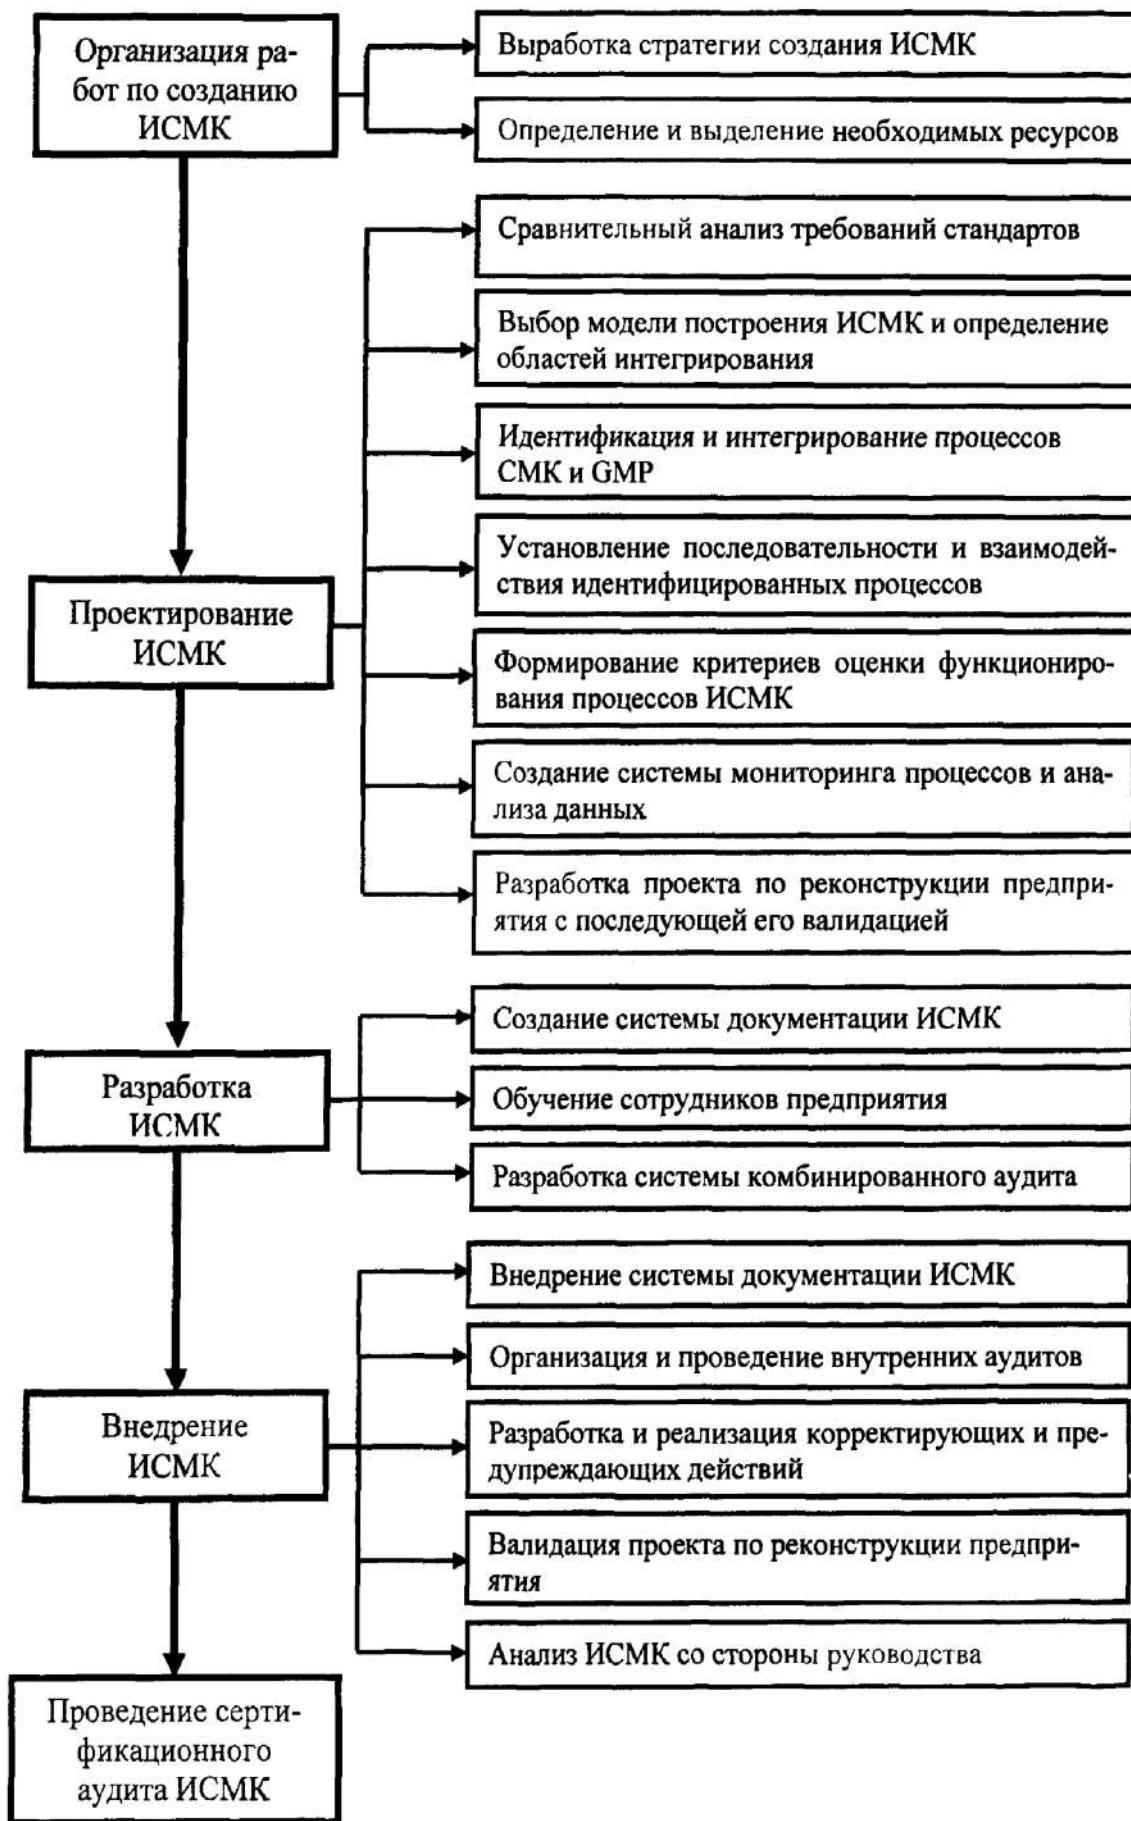 Организация ра-
бот по созданию
ИСМК
Выработка стратегии создания ИСМК
Определение и выделение необходимых ресурсов
Сравнительный анализ требований стандартов
Выбор модели построения ИСМК и определение
областей интегрирования
Идентификация и интегрирование процессов
СМК и GMP
Установление последовательности и взаимодей-
ствия идентифицированных процессов
Проектирование
ИСМК
Формирование критериев оценки функциониро-
вания процессов ИСМК
Создание системы мониторинга процессов и ана-
лиза данных
Разработка проекта по реконструкции предпри-
ятия с последующей его валидацией
Разработка
ИСМК
Создание системы документации ИСМК
Обучение сотрудников предприятия
Разработка системы комбинированного аудита
Внедрение
ИСМК
Внедрение системы документации ИСМК
Организация и проведение внутренних аудитов
Разработка и реализация корректирующих и пре-
дупреждающих действий
Валидация проекта по реконструкции предпри-
ятия
Анализ ИСМК со стороны руководства
Проведение серти-
фикационного
аудита ИСМК